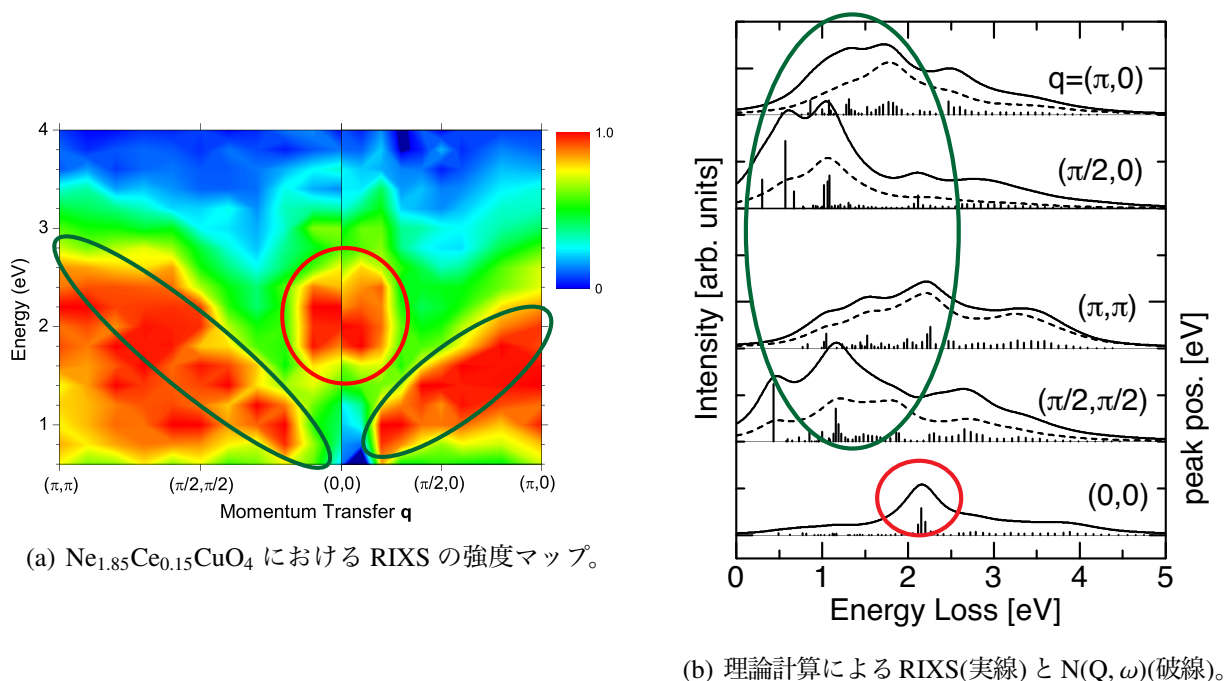 4
3
2
1
Energy (eV)
1.0
0
(π,π)
(π/2,π/2)
(0,0)
(π/2,0)
(π,0)
Momentum Transfer q
(a) Ne1.85Ce0.15CuO4 における RIXS の強度マップ。
Intensity [arb. units]
q=(π,0)
(π/2,0)
(π,π)
(π/2,π/2)
(0,0)
peak pos. [eV]
0
1
2
3
4
5
Energy Loss [eV]
(b) 理論計算による RIXS(実線) と N(Q, ω)(破線)。